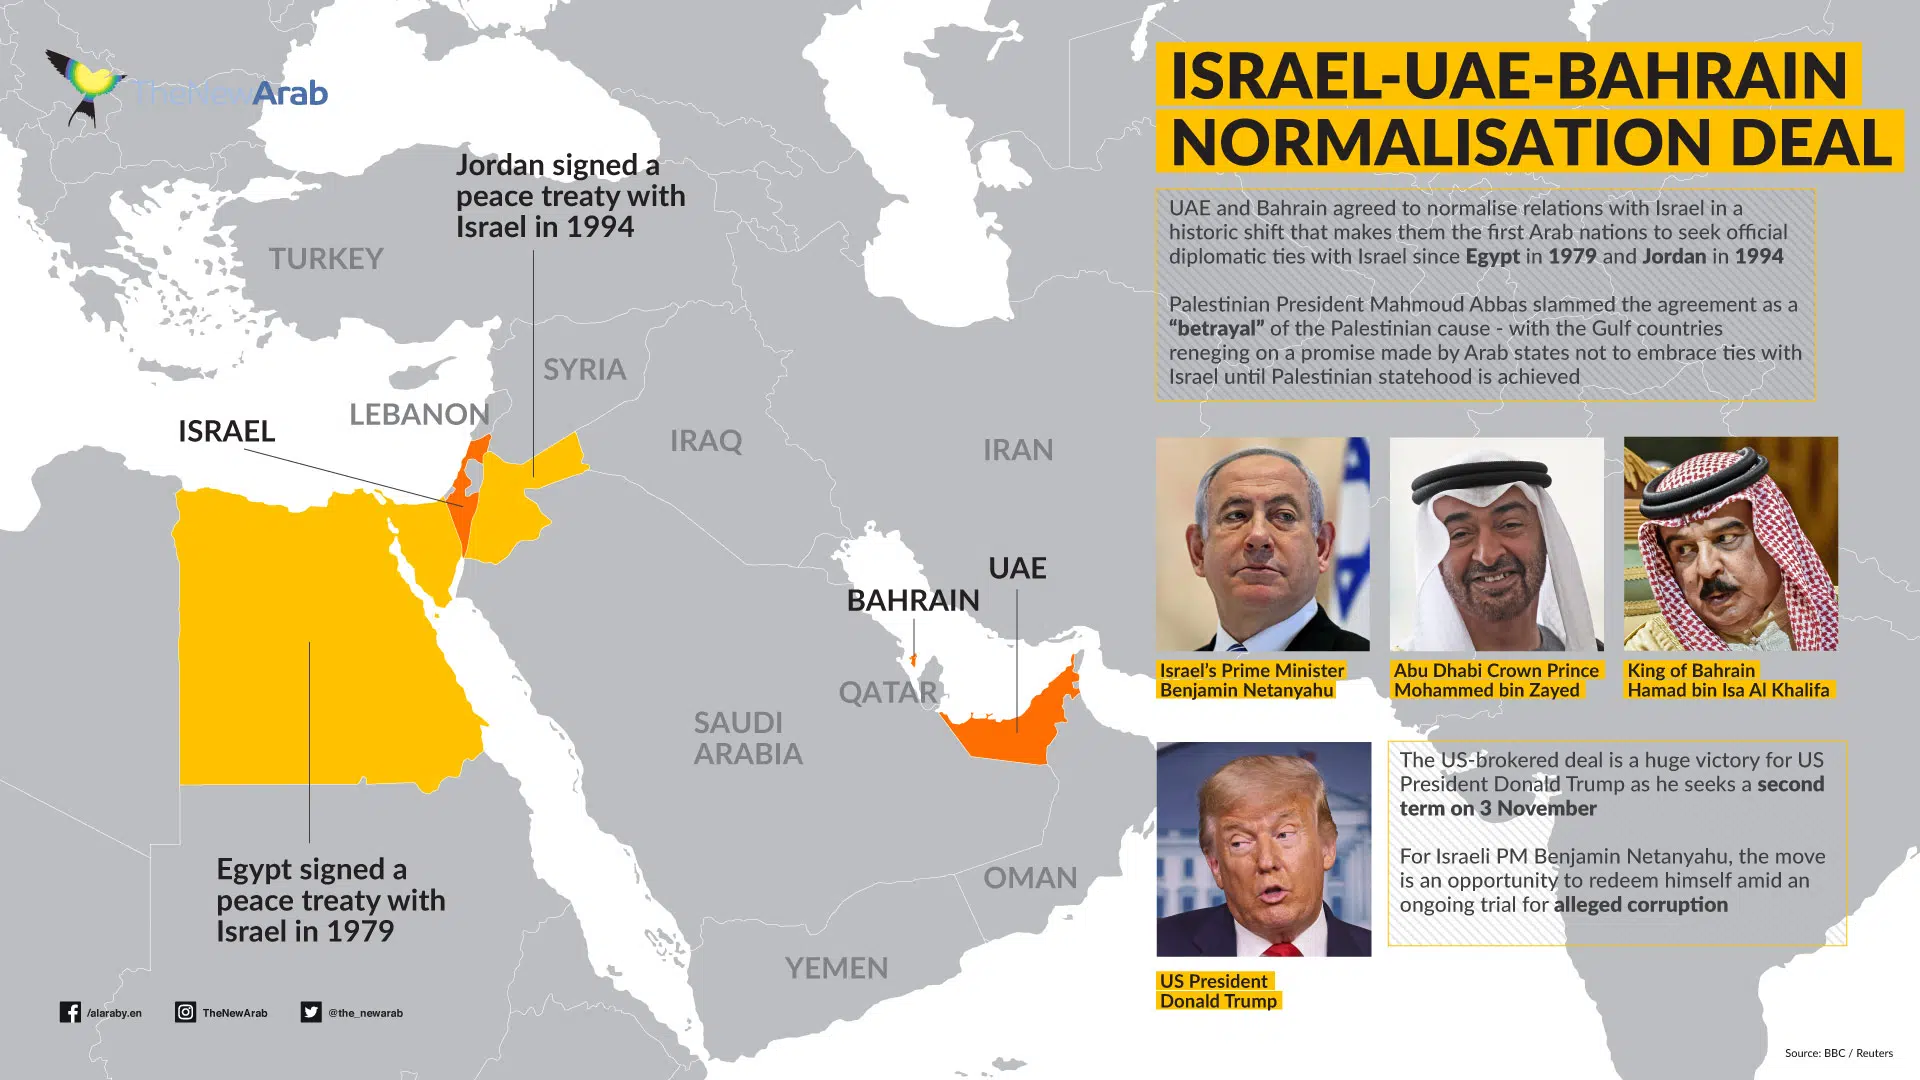 TheNewArab
ISRAEL-UAE-BAHRAIN
NORMALISATION DEAL
UAE and Bahrain agreed to normalise relations with Israel in a
historic shift that makes them the first Arab nations to seek official
diplomatic ties with Israel since Egypt in 1979 and Jordan in 1994
Palestinian President Mahmoud Abbas slammed the agreement as a
“betrayal” of the Palestinian cause - with the Gulf countries
reneging on a promise made by Arab states not to embrace ties with
Israel until Palestinian statehood is achieved
Jordan signed a
peace treaty with
Israel in 1994
TURKEY
SYRIA
LEBANON
ISRAEL
IRAQ
IRAN
UAE
BAHRAIN
QATAR
SAUDI
ARABIA
OMAN
YEMEN
Egypt signed a
peace treaty with
Israel in 1979
Israel's Prime Minister
Benjamin Netanyahu
Abu Dhabi Crown Prince
Mohammed bin Zayed
King of Bahrain
Hamad bin Isa Al Khalifa
US President
Donald Trump
The US-brokered deal is a huge victory for US
President Donald Trump as he seeks a second
term on 3 November
For Israeli PM Benjamin Netanyahu, the move
is an opportunity to redeem himself amid an
ongoing trial for alleged corruption
/alaraby.en
TheNewArab
@the_newarab
Source: BBC / Reuters